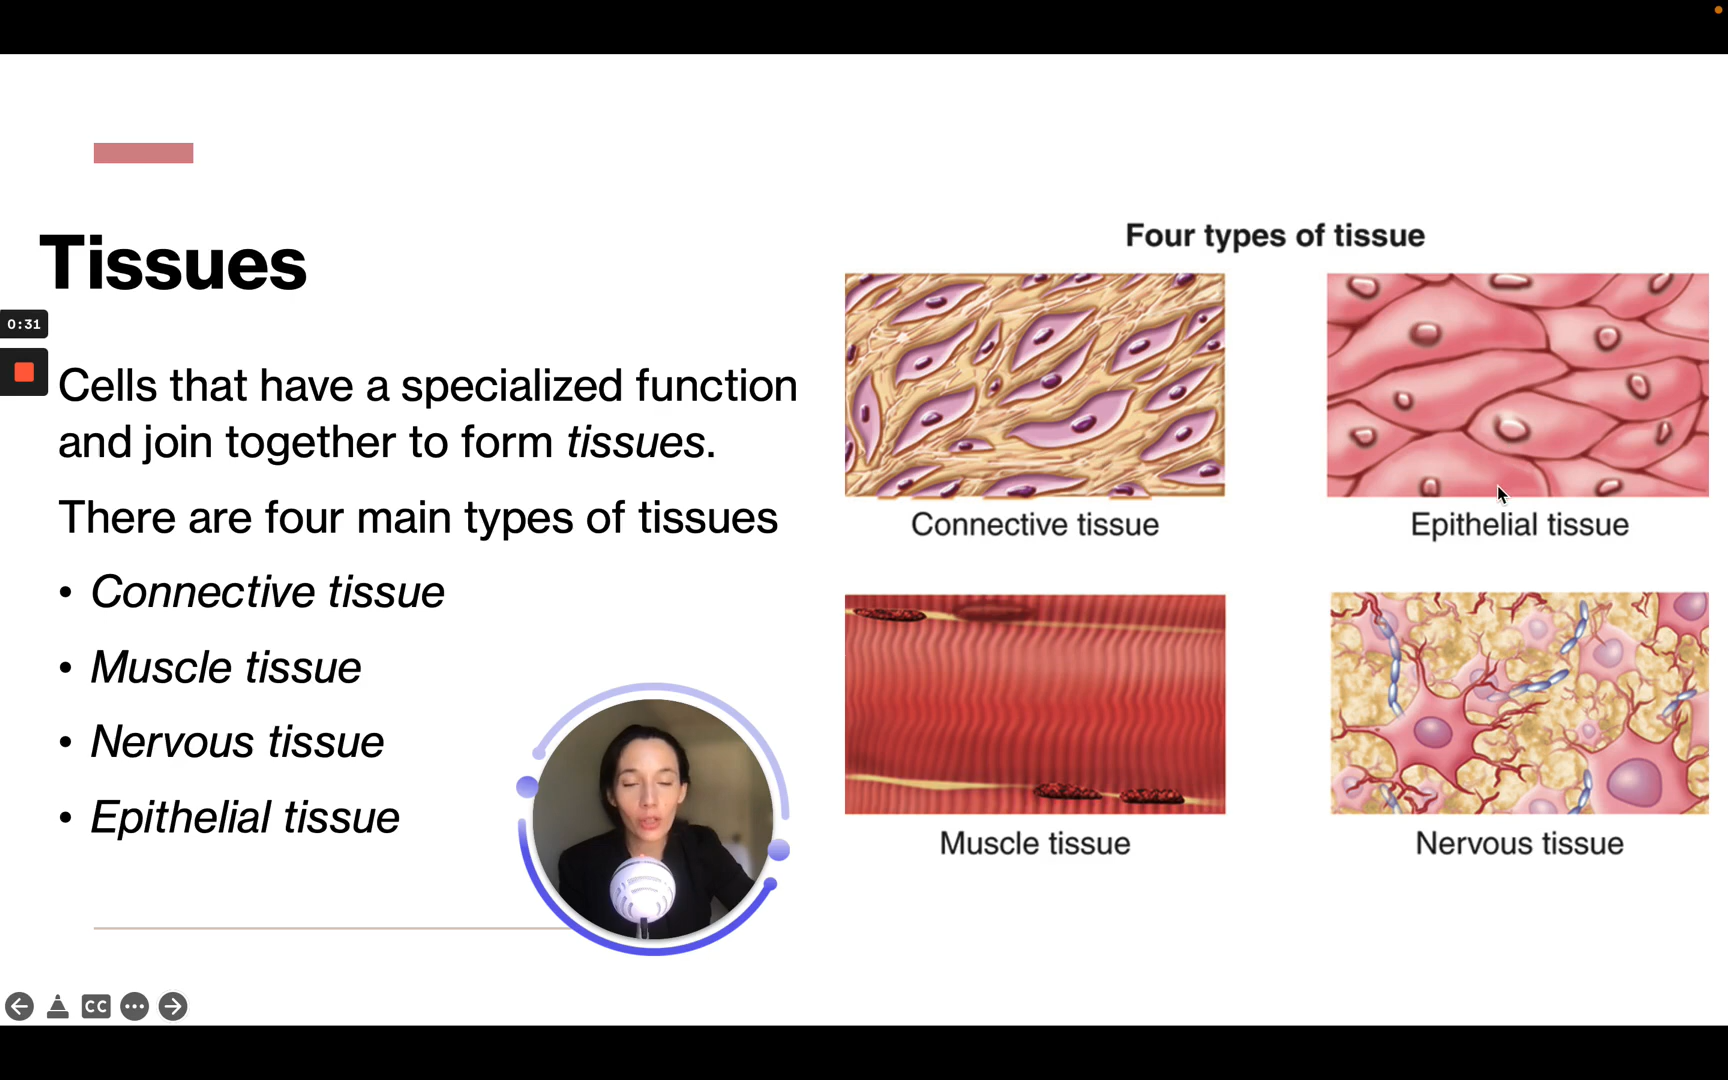 Tissues
0:31
Cells that have a specialized function
and join together to form tissues.
There are four main types of tissues
• Connective tissue
• Muscle tissue
• Nervous tissue
• Epithelial tissue
Four types of tissue
Connective tissue
Epithelial tissue
Muscle tissue
Nervous tissue
CC